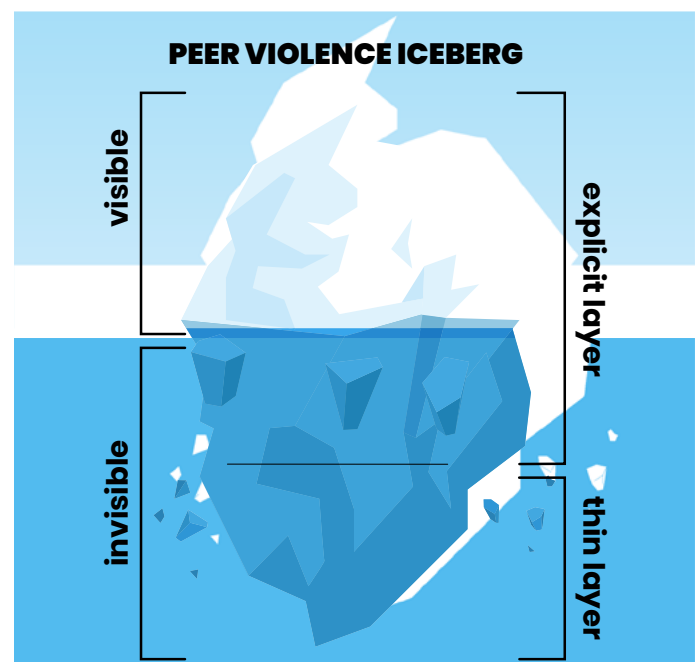 PEER VIOLENCE ICEBERG
visible
explicit layer
invisible
thin layer